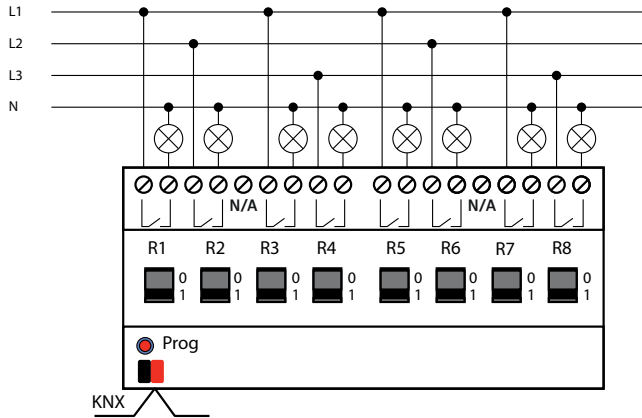 L1
L2
L3
N
N/A N/A
R1 R2 R3 R4 R5 R6 R7 R8
0 0 0 0 0 0 0 0
1 1 1 1 1 1 1 1
Prog
KNX